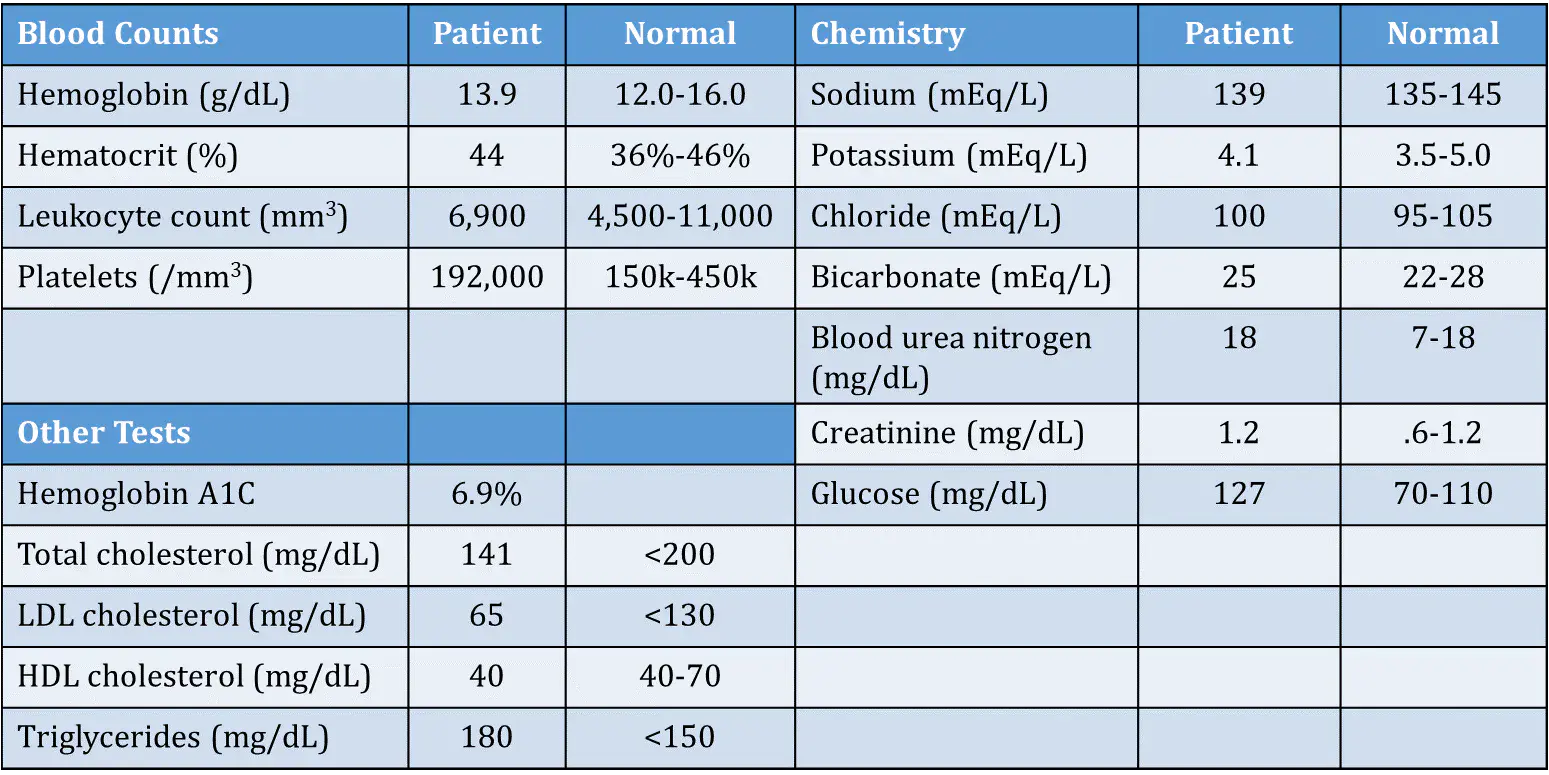 Blood Counts Patient Normal Chemistry Patient Normal
Hemoglobin (g/dL) 13.9 12.0-16.0 Sodium (mEq/L) 139 135-145
Hematocrit (%) 44 36%-46% Potassium (mEq/L) 4.1 3.5-5.0
Leukocyte count (mm³) 6,900 4,500-11,000 Chloride (mEq/L) 100 95-105
Platelets (/mm³) 192,000 150k-450k Bicarbonate (mEq/L) 25 22-28
Blood urea nitrogen 18 7-18
(mg/dL)
Other Tests Creatinine (mg/dL) 1.2 .6-1.2
Hemoglobin A1C 6.9% Glucose (mg/dL) 127 70-110
Total cholesterol (mg/dL) 141 <200
LDL cholesterol (mg/dL) 65 <130
HDL cholesterol (mg/dL) 40 40-70
Triglycerides (mg/dL) 180 <150